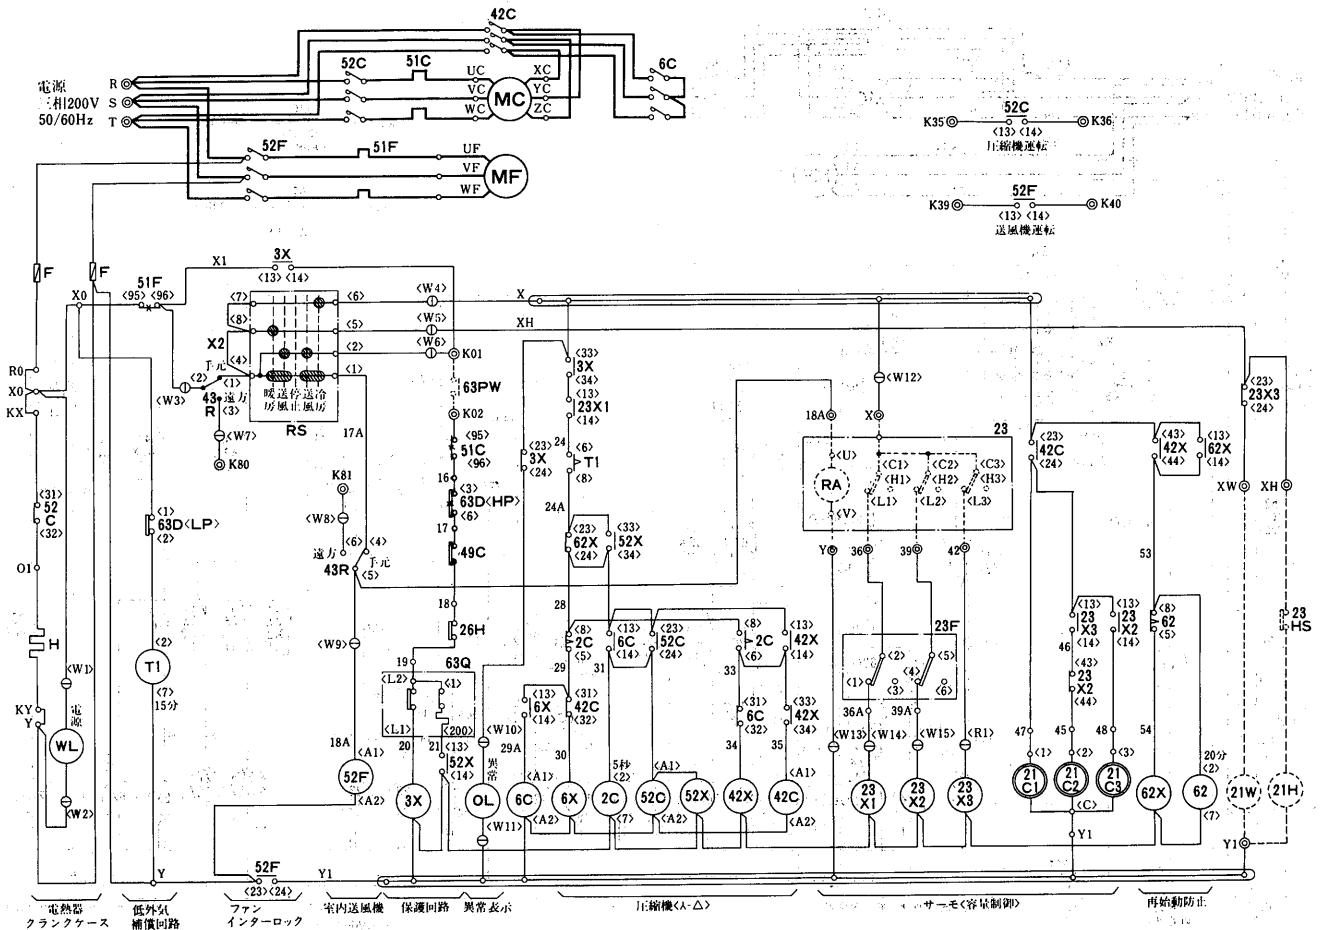 42C
52C
51C
6C
電源
三相200V
50/60Hz
R
S
T
UC
VC
WC
MC
XC
YC
ZC
52F
51F
UF
VF
WF
MF
52C
K35
K36
<13> <14>
圧縮機運転
52F
K39
K40
<13> <14>
送風機運転
F
F
X0
51F
<95> <96>
X1
3X
<13> <14>
<7>
<6>
<W4>
X
<8>
<5>
<W5>
XH
X2
<2>
<W6>
K01
<4>
<1>
手元
<2>
<1>
<W3>
43
R
遠方
<3>
<W7>
K80
暖房
送風
停止
送風
冷房
RS
R0
X0
KX
63PW
K02
<95>
51C
<96>
16
<3>
63D<HP>
<6>
17
49C
18
26H
19
63Q
<L2>
<1>
<L1>
<200>
20
21
<13>
52X
<14>
17A
K81
<W8>
<6>
<4>
遠方
手元
43R
<5>
<W9>
18A
<A1>
52F
<A2>
<31>
52
C
<32>
O1
H
KY
Y
<W1>
電源
WL
<W2>
<1>
63D<LP>
<2>
<2>
T1
<7>
15分
Y
52F
<23><24>
Y1
<33>
3X
<34>
<13>
23X1
<14>
24
<6>
T1
<8>
24A
<23>
3X
<24>
<23>
62X
<24>
<33>
52X
<34>
28
<8>
2C
<5>
29
<13>
6C
<14>
31
<23>
52C
<24>
<8>
2C
<6>
33
<13>
42X
<14>
<13>
6X
<14>
<31>
42C
<32>
30
<31>
6C
<32>
34
<33>
42X
<34>
35
<W10>
29A
異常
OL
<W11>
3X
<A1>
6C
<A2>
6X
5秒
<2>
2C
<7>
<A1>
52C
<A2>
52X
42X
<A1>
42C
<A2>
<W12>
18A
X
23
<U>
RA
<V>
<C1>
<H1>
<L1>
<C2>
<H2>
<L2>
<C3>
<H3>
<L3>
Y
36
39
42
23F
<2>
<1>
<3>
<5>
<4>
<6>
36A
39A
<W13>
<W14>
<W15>
<R1>
23
X1
23
X2
23
X3
<23>
42C
<24>
<13>
23
X3
<14>
46
<43>
23
X2
<44>
<13>
23
X2
<14>
47
45
48
<1>
<2>
<3>
21
C1
21
C2
21
C3
<C>
Y1
<43>
42X
<44>
<13>
62X
<14>
53
<8>
62
<5>
54
62X
20分
<2>
62
<7>
<23>
23X3
<24>
XW
XH
23
HS
21W
21H
Y1
電熱器
クランクケース
低外気
補償回路
ファン
インターロック
室内送風機
保護回路
異常表示
圧縮機<人-△>
サーモ<容量制御>
再始動防止